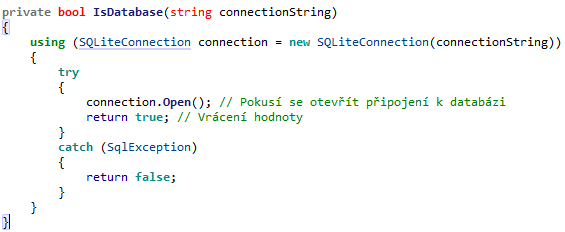 private bool IsDatabase(string connectionString)
{
    using (SQLiteConnection connection = new SQLiteConnection(connectionString))
    {
        try
        {
            connection.Open(); // Pokusí se otevřít připojení k databázi
            return true; // Vrácení hodnoty
        }
        catch (SqlException)
        {
            return false;
        }
    }
}